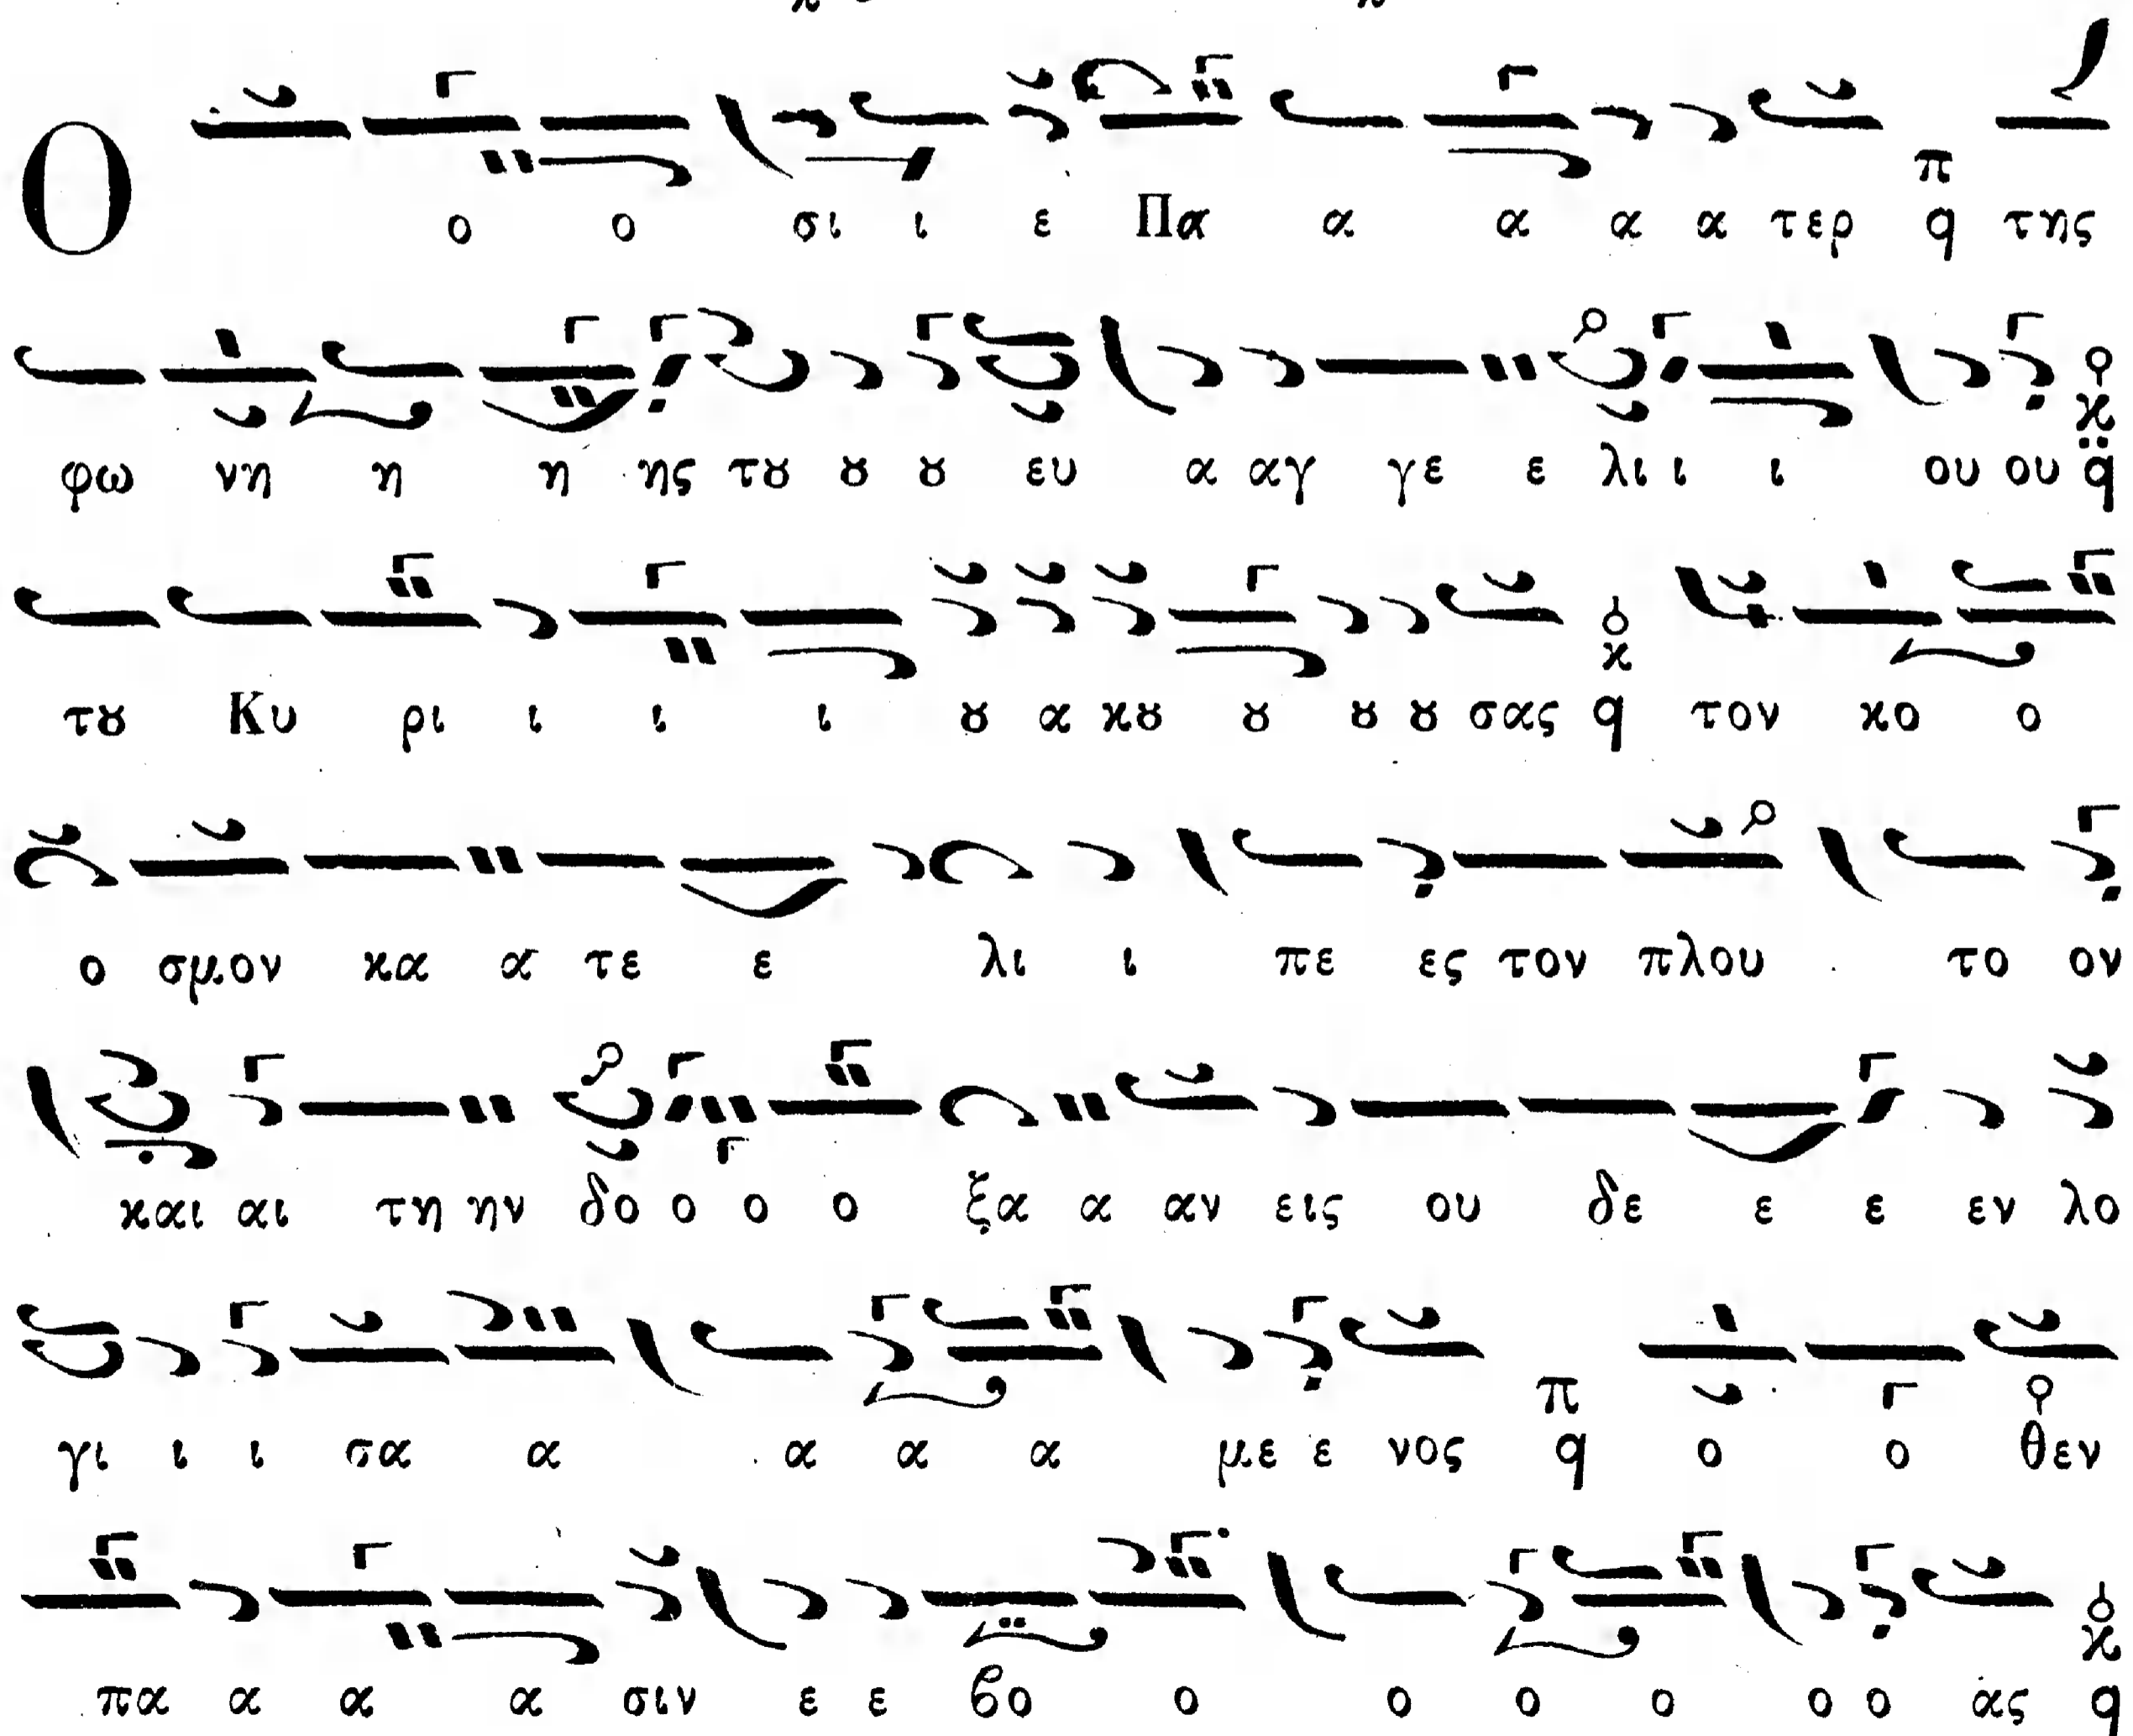 Ο ο ο σι ι ε Πα α α α α τερ π q της
φω νη η η ης τȣ ȣ ȣ ευ α αγ γε ε λι ι ι ου ου q
τȣ Κυ ρι ι ι ι ȣ α κȣ ȣ ȣ ȣ σας q τον κο ο
ο σμον κα α τε ε λι ι πε ες τον πλου το ον
και αι τη ην δο ο ο ο ξα α αν εις ου δε ε ε εν λο
γι ι ι σα α α α α με ε νος π q ο ο θεν
πα α α α σιν ε ε ϐο ο ο ο ο ο ο ας q